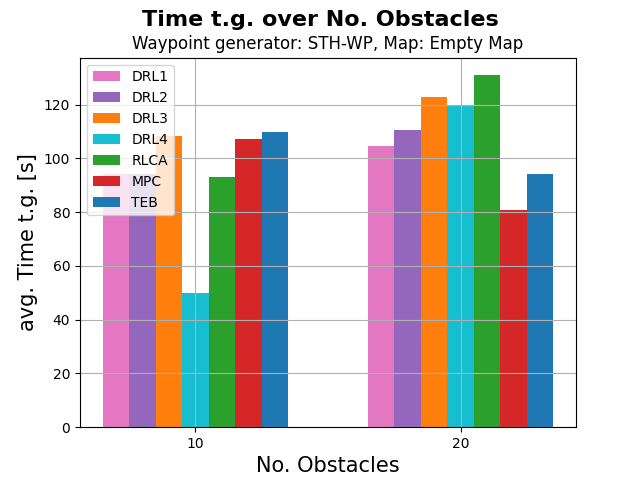 Time t.g. over No. Obstacles
Waypoint generator: STH-WP, Map: Empty Map
DRL1
DRL2
DRL3
DRL4
RLCA
MPC
TEB
avg. Time t.g. [s]
120
100
80
60
40
20
0
10 20
No. Obstacles